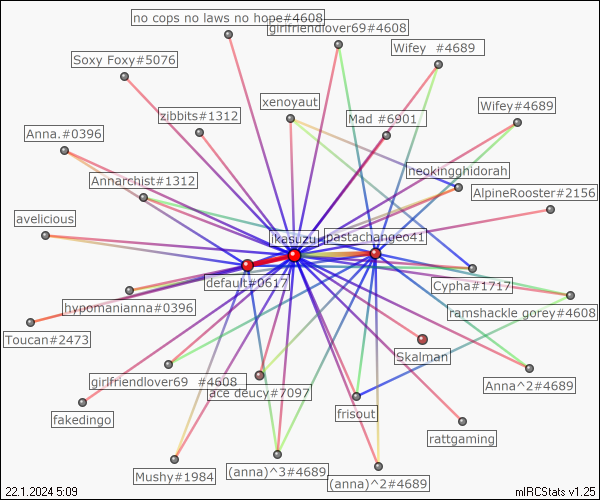 no cops no laws no hope#4608
girlfriendlover69#4608
Wifey #4689
Soxy Foxy#5076
xenoyaut
Wifey#4689
zibbits#1312
Mad #6901
Anna.#0396
neokingghidorah
Annarchist#1312
AlpineRooster#2156
avelicious
ikasuzu
pastachange041
default#0617
Cypha#1717
hypomanianna#0396
ramshackle gorey#4608
Toucan#2473
Skalman
girlfriendlover69 #4608
Anna^2#4689
ace deucy#7097
fakedingo
frisout
rattgaming
Mushy#1984
(anna)^3#4689
(anna)^2#4689
22.1.2024 5:09
mIRCStats v1.25